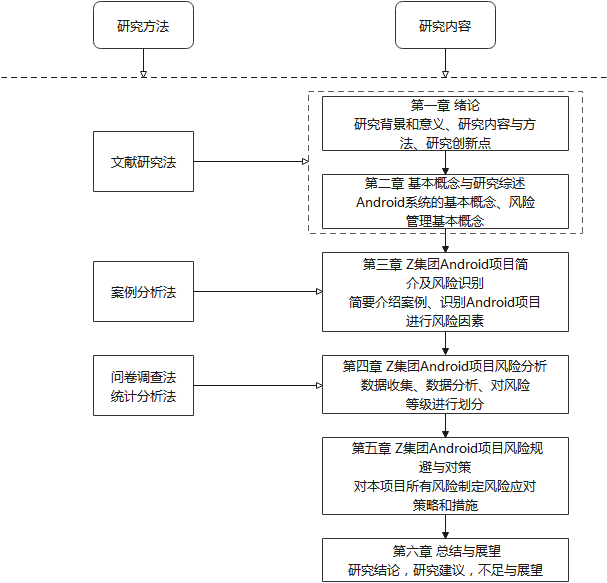 研究方法
研究内容
第一章 绪论
研究背景和意义、研究内容与方
法、研究创新点
文献研究法
第二章 基本概念与研究综述
Android系统的基本概念、风险
管理基本概念
第三章 Z集团Android项目简
介及风险识别
简要介绍案例、识别Android项目
进行风险因素
案例分析法
第四章 Z集团Android项目风险分析
数据收集、数据分析、对风险
等级进行划分
问卷调查法
统计分析法
第五章 Z集团Android项目风险规
避与对策
对本项目所有风险制定风险应对
策略和措施
第六章 总结与展望
研究结论，研究建议，不足与展望